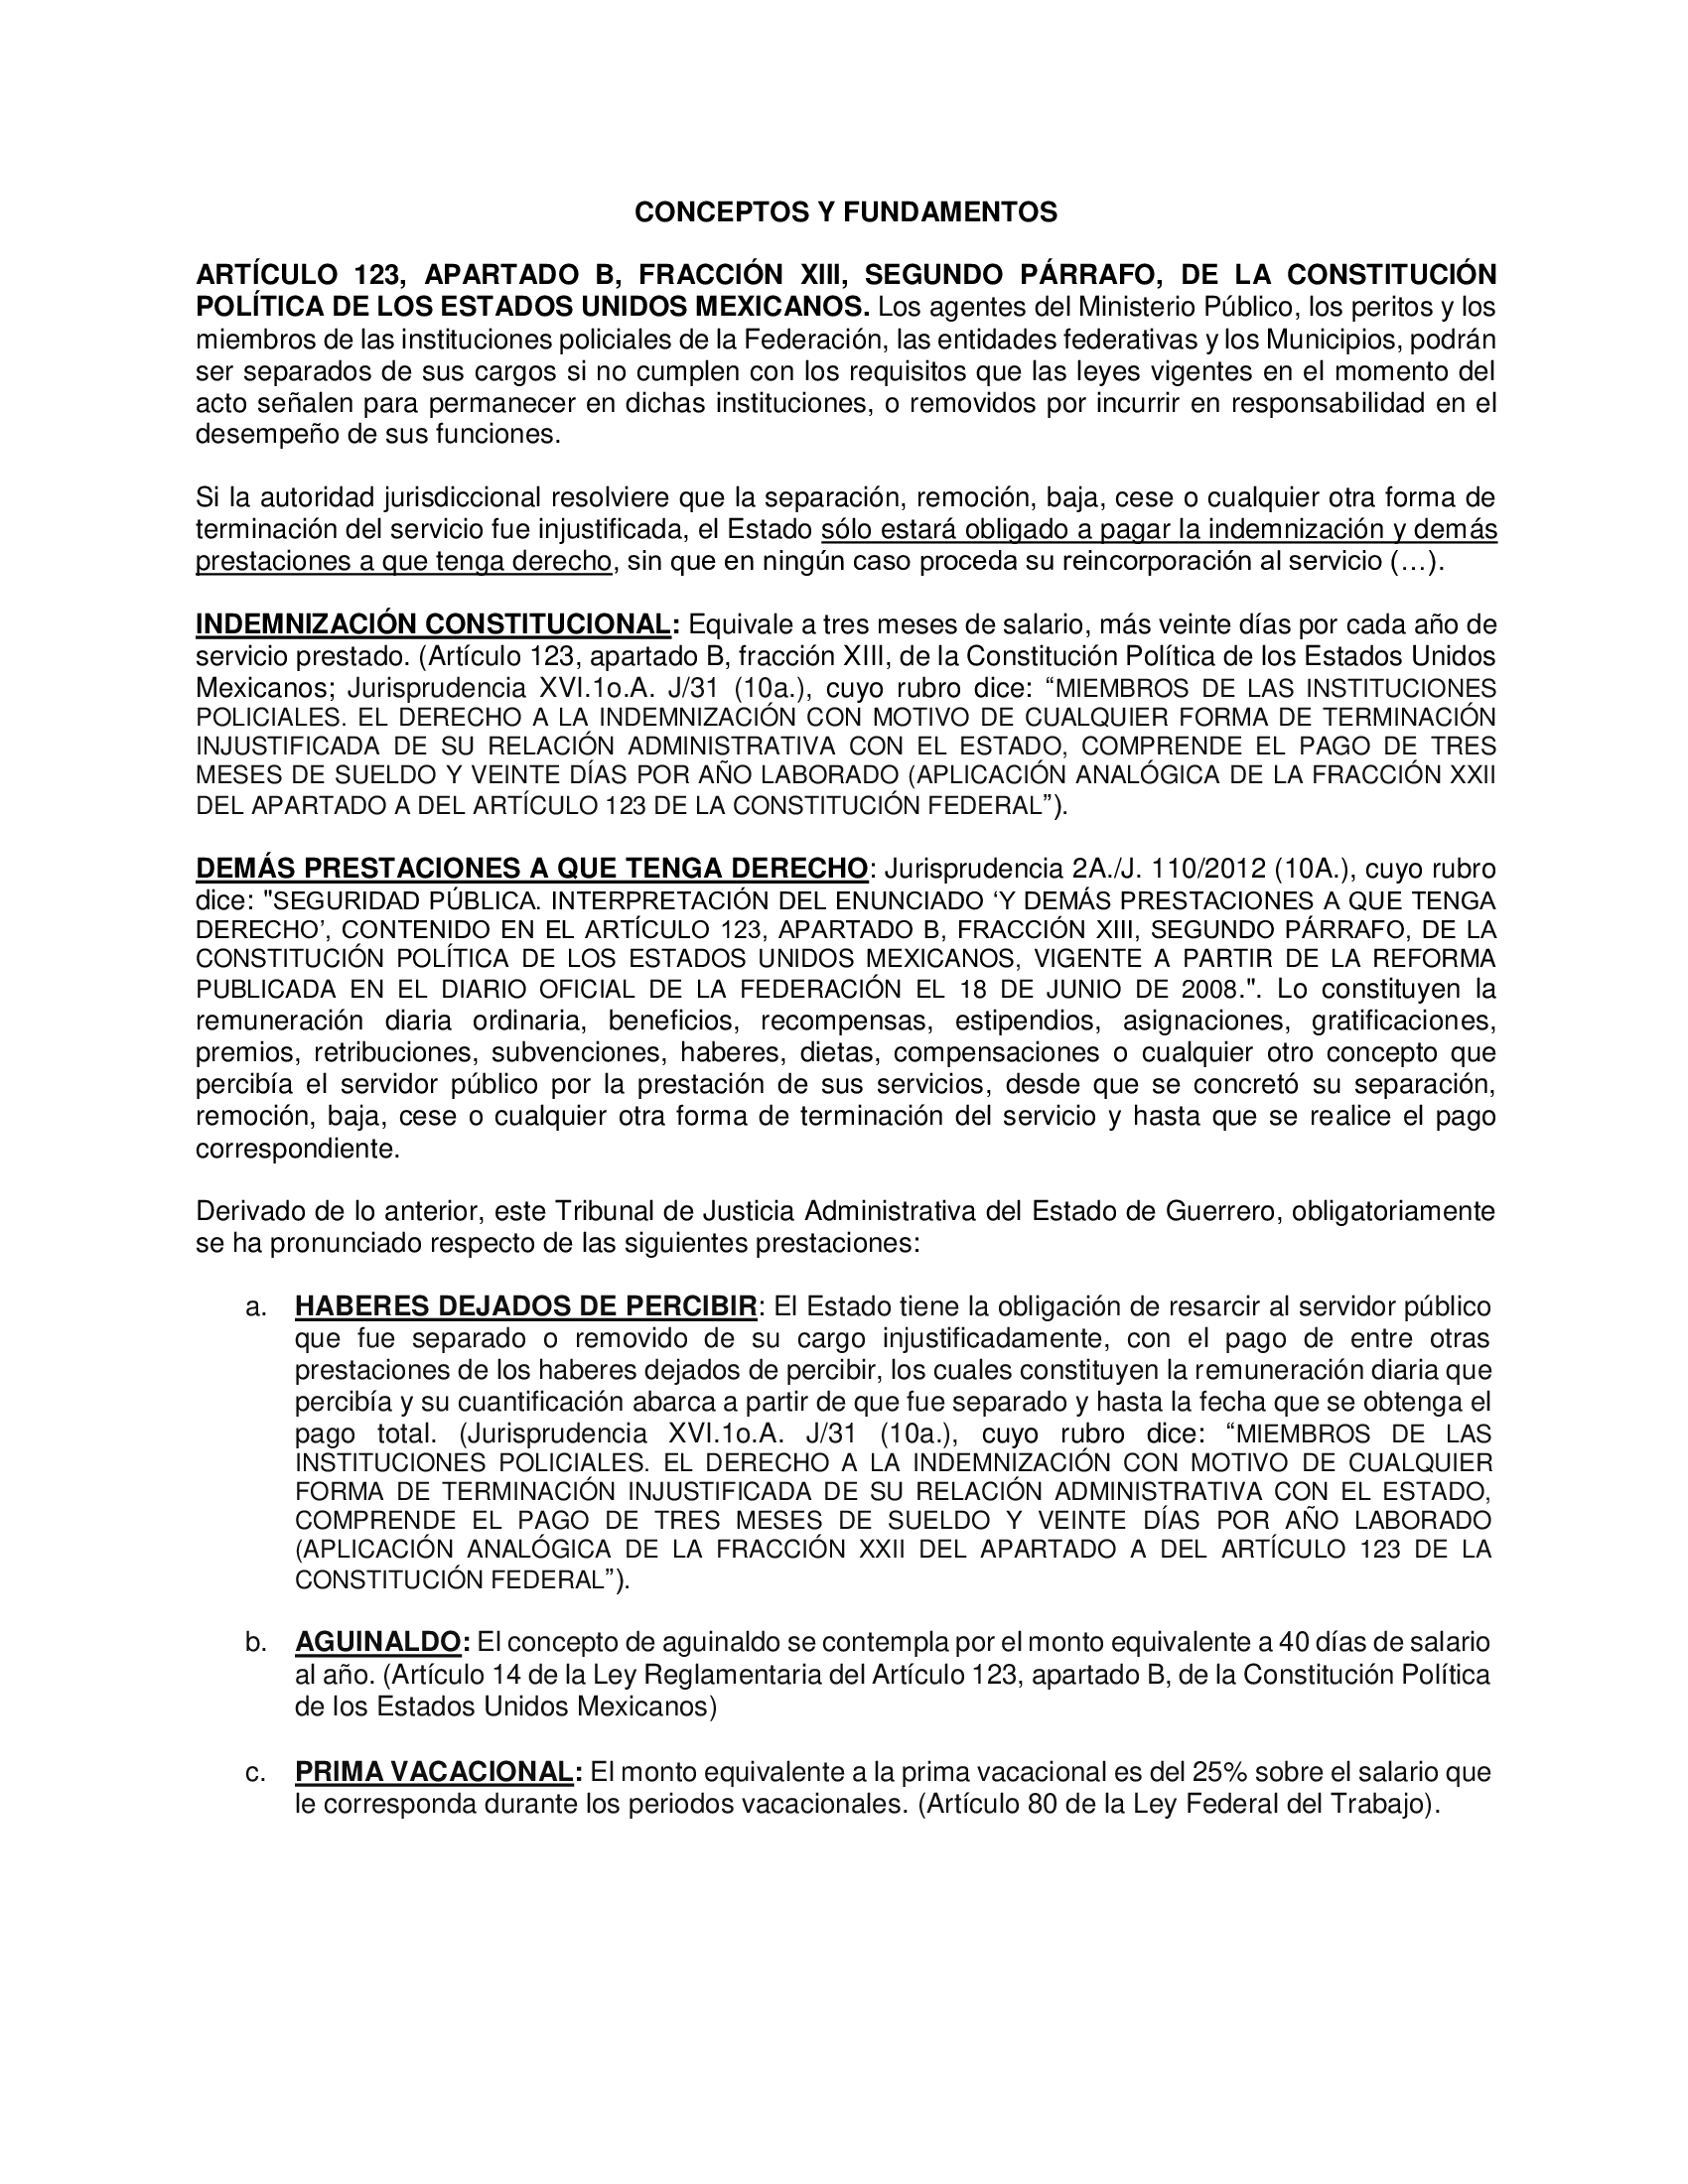 CONCEPTOS Y FUNDAMENTOS
ARTÍCULO 123, APARTADO B, FRACCIÓN XIII, SEGUNDO PÁRRAFO, DE LA CONSTITUCIÓN
POLÍTICA DE LOS ESTADOS UNIDOS MEXICANOS. Los agentes del Ministerio Público, los peritos y los
miembros de las instituciones policiales de la Federación, las entidades federativas y los Municipios, podrán
ser separados de sus cargos si no cumplen con los requisitos que las leyes vigentes en el momento del
acto señalen para permanecer en dichas instituciones, o removidos por incurrir en responsabilidad en el
desempeño de sus funciones.
Si la autoridad jurisdiccional resolviere que la separación, remoción, baja, cese o cualquier otra forma de
terminación del servicio fue injustificada, el Estado sólo estará obligado a pagar la indemnización y demás
prestaciones a que tenga derecho, sin que en ningún caso proceda su reincorporación al servicio (…).
INDEMNIZACIÓN CONSTITUCIONAL: Equivale a tres meses de salario, más veinte días por cada año de
servicio prestado. (Artículo 123, apartado B, fracción XIII, de la Constitución Política de los Estados Unidos
Mexicanos; Jurisprudencia XVI.1o.A. J/31 (10a.), cuyo rubro dice: “MIEMBROS DE LAS INSTITUCIONES
POLICIALES. EL DERECHO A LA INDEMNIZACIÓN CON MOTIVO DE CUALQUIER FORMA DE TERMINACIÓN
INJUSTIFICADA DE SU RELACIÓN ADMINISTRATIVA CON EL ESTADO, COMPRENDE EL PAGO DE TRES
MESES DE SUELDO Y VEINTE DÍAS POR AÑO LABORADO (APLICACIÓN ANALÓGICA DE LA FRACCIÓN XXII
DEL APARTADO A DEL ARTÍCULO 123 DE LA CONSTITUCIÓN FEDERAL”).
DEMÁS PRESTACIONES A QUE TENGA DERECHO: Jurisprudencia 2A./J. 110/2012 (10A.), cuyo rubro
dice: "SEGURIDAD PÚBLICA. INTERPRETACIÓN DEL ENUNCIADO ‘Y DEMÁS PRESTACIONES A QUE TENGA
DERECHO’, CONTENIDO EN EL ARTÍCULO 123, APARTADO B, FRACCIÓN XIII, SEGUNDO PÁRRAFO, DE LA
CONSTITUCIÓN POLÍTICA DE LOS ESTADOS UNIDOS MEXICANOS, VIGENTE A PARTIR DE LA REFORMA
PUBLICADA EN EL DIARIO OFICIAL DE LA FEDERACIÓN EL 18 DE JUNIO DE 2008.". Lo constituyen la
remuneración diaria ordinaria, beneficios, recompensas, estipendios, asignaciones, gratificaciones,
premios, retribuciones, subvenciones, haberes, dietas, compensaciones o cualquier otro concepto que
percibía el servidor público por la prestación de sus servicios, desde que se concretó su separación,
remoción, baja, cese o cualquier otra forma de terminación del servicio y hasta que se realice el pago
correspondiente.
Derivado de lo anterior, este Tribunal de Justicia Administrativa del Estado de Guerrero, obligatoriamente
se ha pronunciado respecto de las siguientes prestaciones:
a. HABERES DEJADOS DE PERCIBIR: El Estado tiene la obligación de resarcir al servidor público
que fue separado o removido de su cargo injustificadamente, con el pago de entre otras
prestaciones de los haberes dejados de percibir, los cuales constituyen la remuneración diaria que
percibía y su cuantificación abarca a partir de que fue separado y hasta la fecha que se obtenga el
pago total. (Jurisprudencia XVI.1o.A. J/31 (10a.), cuyo rubro dice: “MIEMBROS DE LAS
INSTITUCIONES POLICIALES. EL DERECHO A LA INDEMNIZACIÓN CON MOTIVO DE CUALQUIER
FORMA DE TERMINACIÓN INJUSTIFICADA DE SU RELACIÓN ADMINISTRATIVA CON EL ESTADO,
COMPRENDE EL PAGO DE TRES MESES DE SUELDO Y VEINTE DÍAS POR AÑO LABORADO
(APLICACIÓN ANALÓGICA DE LA FRACCIÓN XXII DEL APARTADO A DEL ARTÍCULO 123 DE LA
CONSTITUCIÓN FEDERAL”).
b. AGUINALDO: El concepto de aguinaldo se contempla por el monto equivalente a 40 días de salario
al año. (Artículo 14 de la Ley Reglamentaria del Artículo 123, apartado B, de la Constitución Política
de los Estados Unidos Mexicanos)
c. PRIMA VACACIONAL: El monto equivalente a la prima vacacional es del 25% sobre el salario que
le corresponda durante los periodos vacacionales. (Artículo 80 de la Ley Federal del Trabajo).